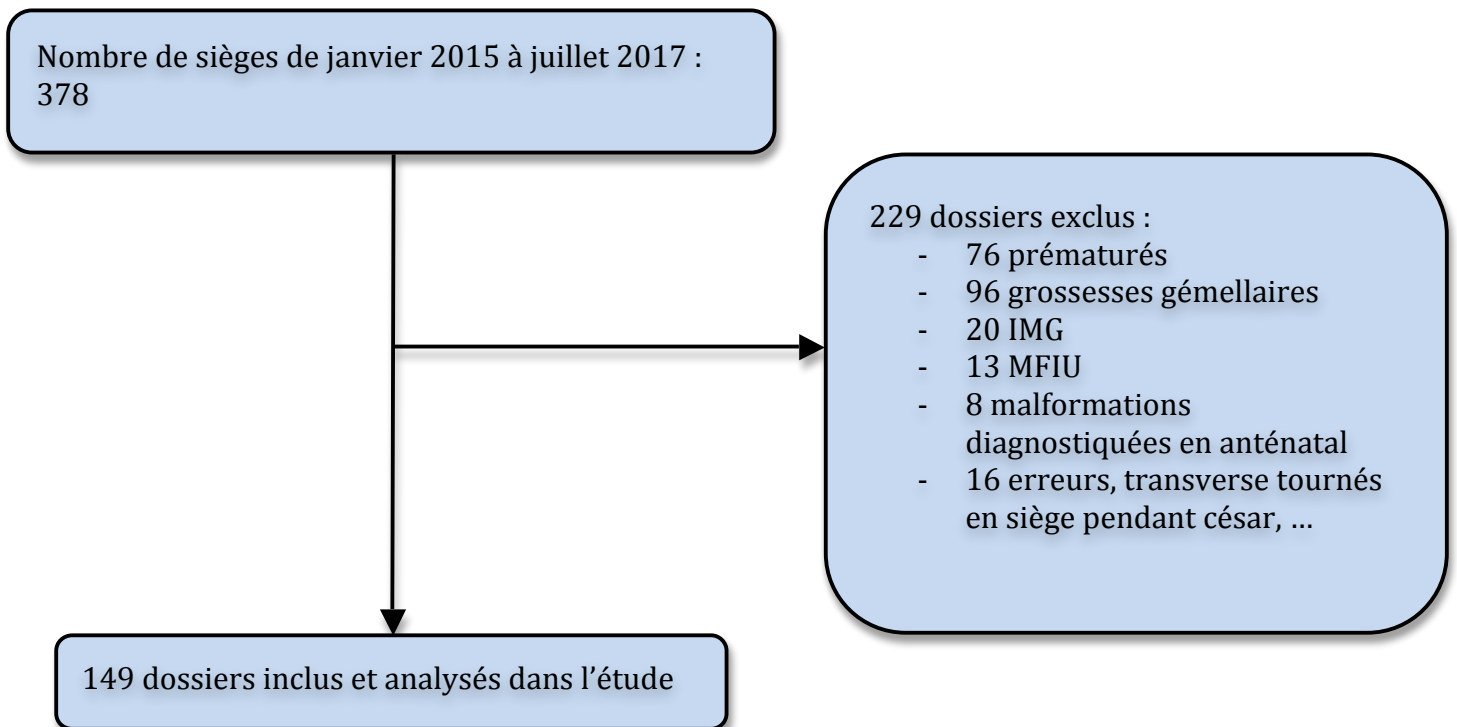 Nombre de sièges de janvier 2015 à juillet 2017 :
378
229 dossiers exclus :
- 76 prématurés
- 96 grossesses gémellaires
- 20 IMG
- 13 MFIU
- 8 malformations
diagnostiquées en anténatal
- 16 erreurs, transverse tournés
en siège pendant césar, …
149 dossiers inclus et analysés dans l’étude